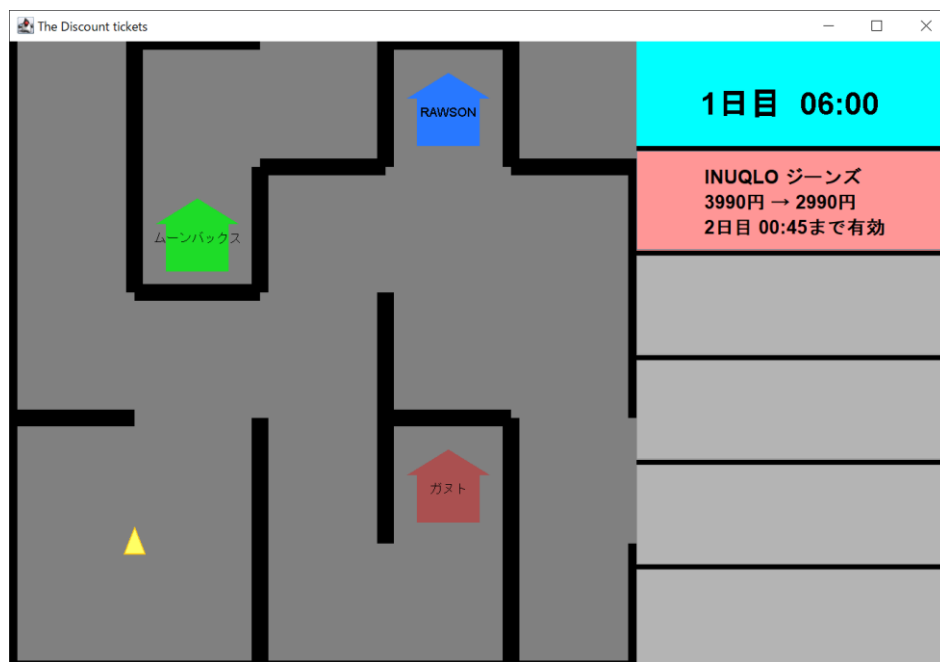 The Discount tickets
RAWSON
ムーンバックス
ガヌト
1日目 06:00
INUQLO ジーンズ
3990円 → 2990円
2日目 00:45まで有効